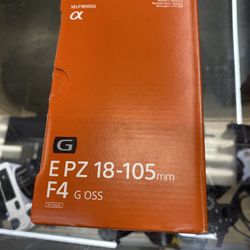 SELP18105G
α
G
E PZ 18-105mm
F4 G OSS